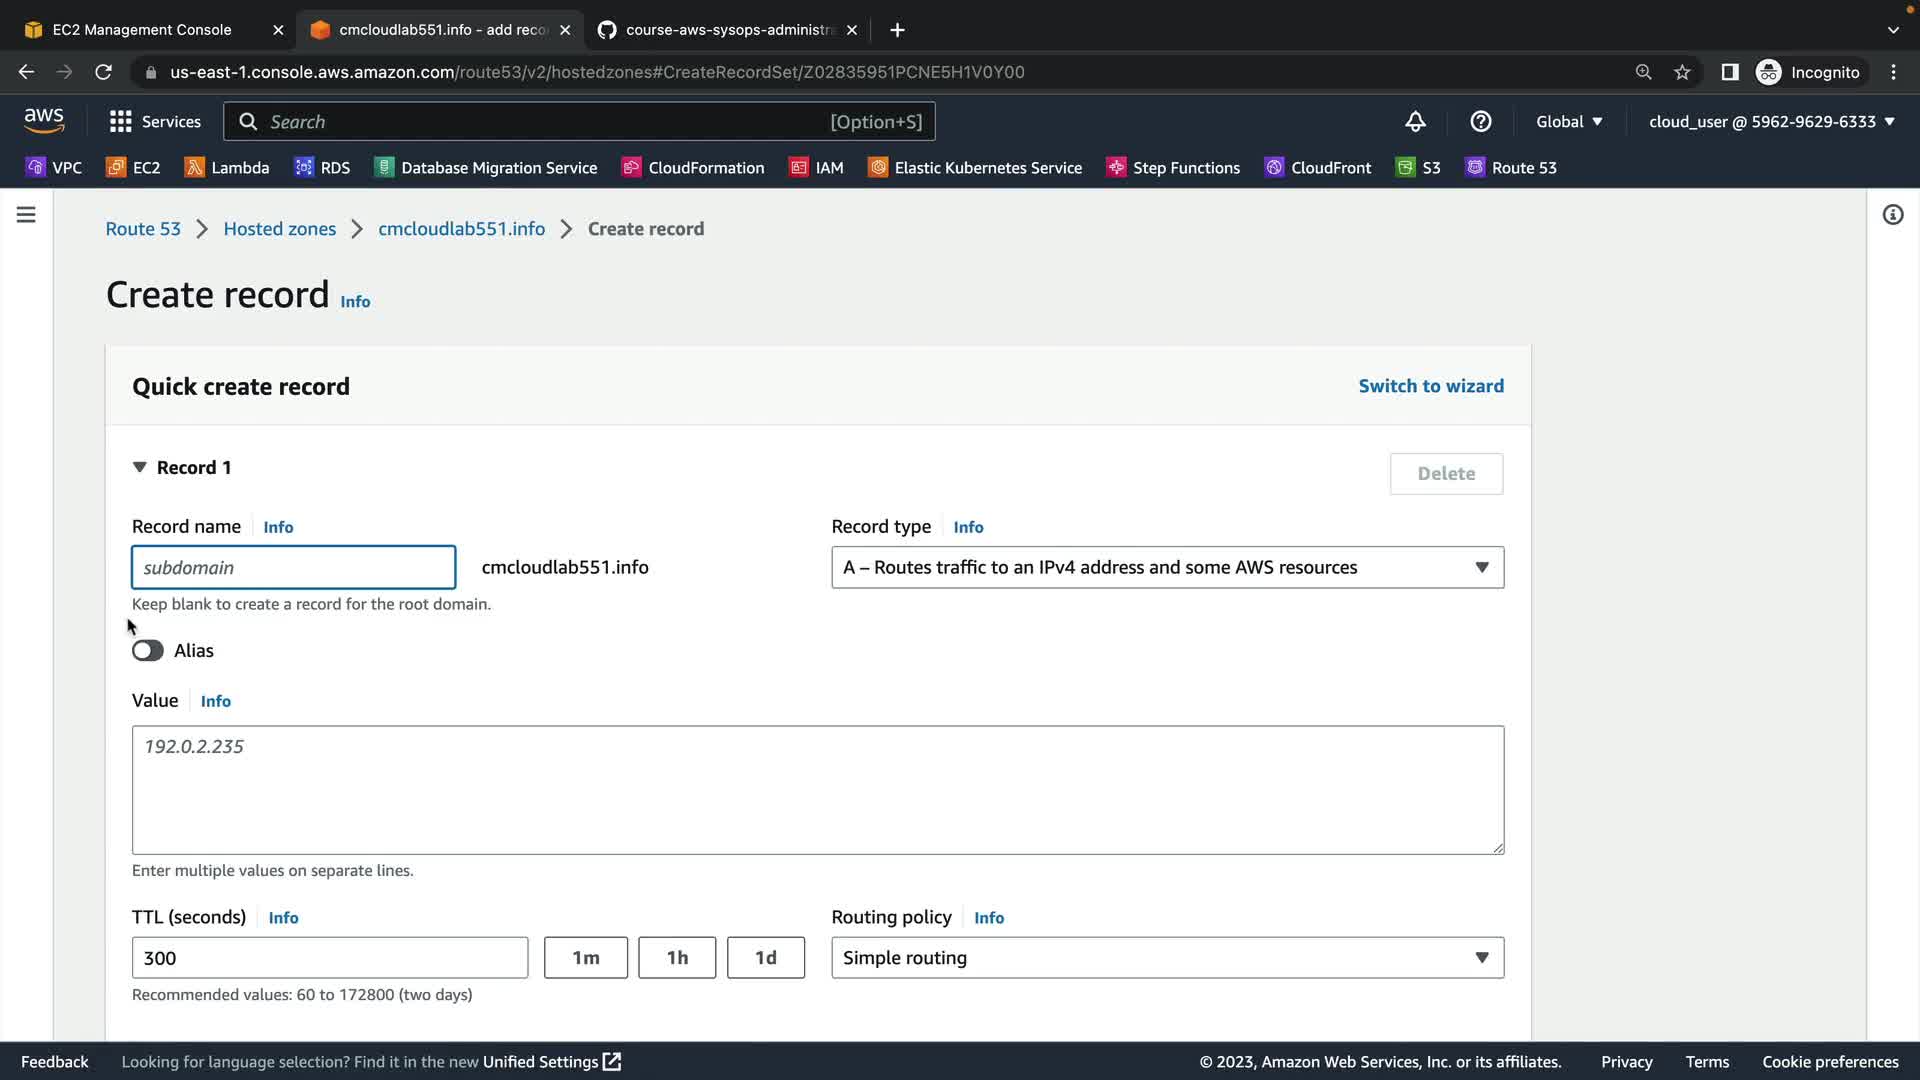 EC2 Management Console
cmcloudlab551.info - add reco
course-aws-sysops-administra
us-east-1.console.aws.amazon.com/route53/v2/hostedzones#CreateRecordSet/Z02835951PCNE5H1V0Y00
Incognito
aws
Services
Search
[Option+S]
Global
cloud_user @ 5962-9629-6333
VPC
EC2
Lambda
RDS
Database Migration Service
CloudFormation
IAM
Elastic Kubernetes Service
Step Functions
CloudFront
S3
Route 53
Route 53 > Hosted zones > cmcloudlab551.info > Create record
Create record Info
Quick create record
Switch to wizard
Record 1
Delete
Record name Info
Record type Info
subdomain
cmcloudlab551.info
A – Routes traffic to an IPv4 address and some AWS resources
Keep blank to create a record for the root domain.
Alias
Value Info
192.0.2.235
Enter multiple values on separate lines.
TTL (seconds) Info
Routing policy Info
300
1m
1h
1d
Simple routing
Recommended values: 60 to 172800 (two days)
Feedback
Looking for language selection? Find it in the new Unified Settings
© 2023, Amazon Web Services, Inc. or its affiliates.
Privacy
Terms
Cookie preferences